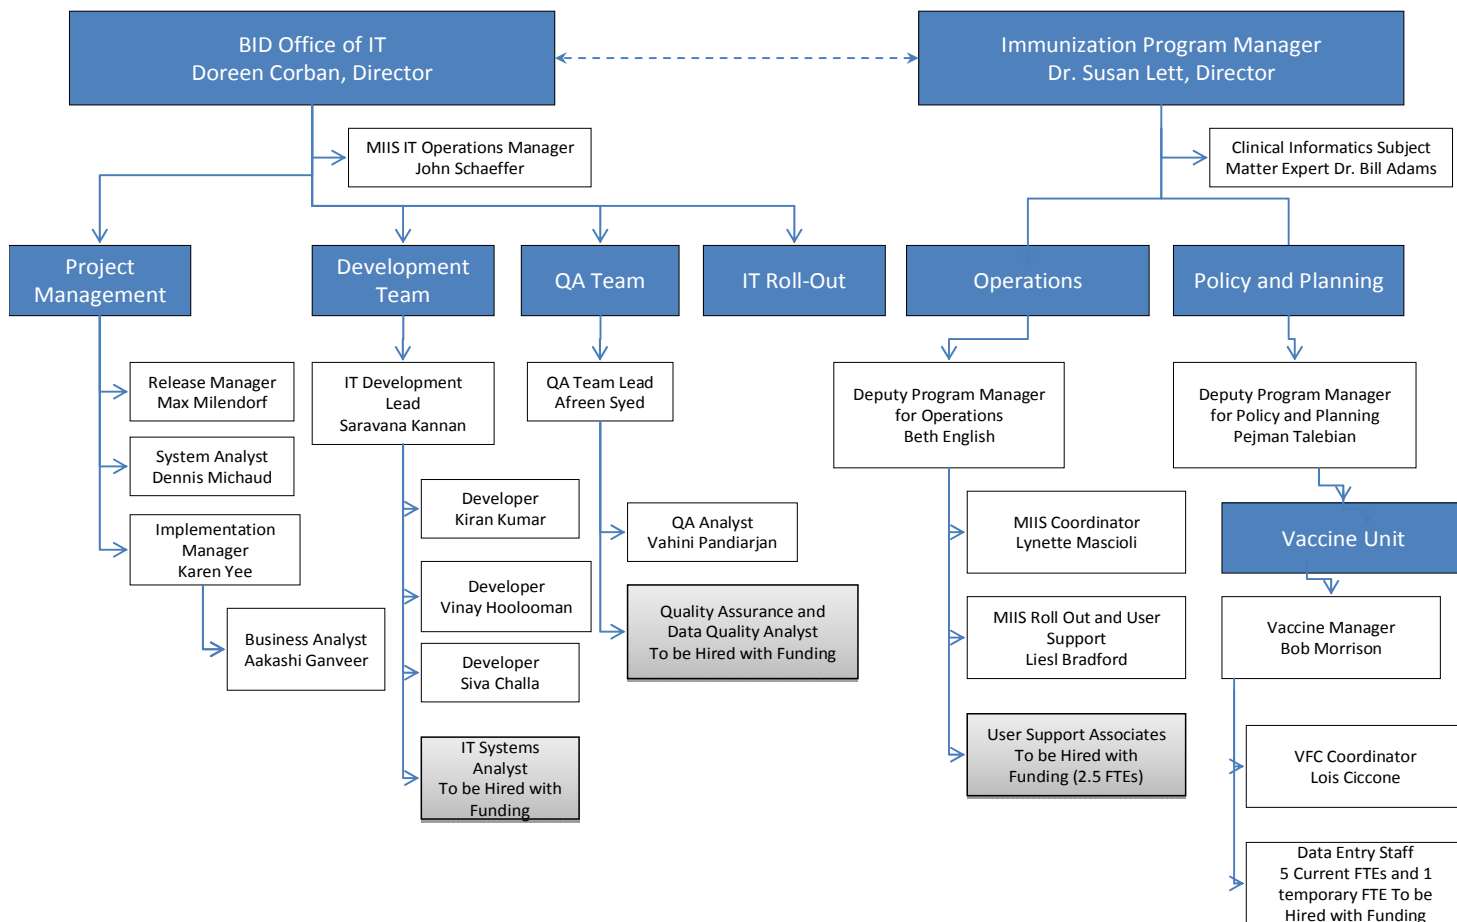 BID Office of IT
Doreen Corban, Director
Immunization Program Manager
Dr. Susan Lett, Director
MIIS IT Operations Manager
John Schaeffer
Clinical Informatics Subject
Matter Expert Dr. Bill Adams
Project
Management
Development
Team
QA Team
IT Roll-Out
Operations
Policy and Planning
Release Manager
Max Milendorf
System Analyst
Dennis Michaud
Implementation
Manager
Karen Yee
Business Analyst
Aakashi Ganveer
IT Development
Lead
Saravana Kannan
Developer
Kiran Kumar
Developer
Vinay Hoolooman
Developer
Siva Challa
IT Systems
Analyst
To be Hired with
Funding
QA Team Lead
Afreen Syed
QA Analyst
Vahini Pandiarjan
Quality Assurance and
Data Quality Analyst
To be Hired with Funding
Deputy Program Manager
for Operations
Beth English
MIIS Coordinator
Lynette Mascioli
MIIS Roll Out and User
Support
Liesl Bradford
User Support Associates
To be Hired with
Funding (2.5 FTEs)
Deputy Program Manager
for Policy and Planning
Pejman Talebian
Vaccine Unit
Vaccine Manager
Bob Morrison
VFC Coordinator
Lois Ciccone
Data Entry Staff
5 Current FTEs and 1
temporary FTE To be
Hired with Funding